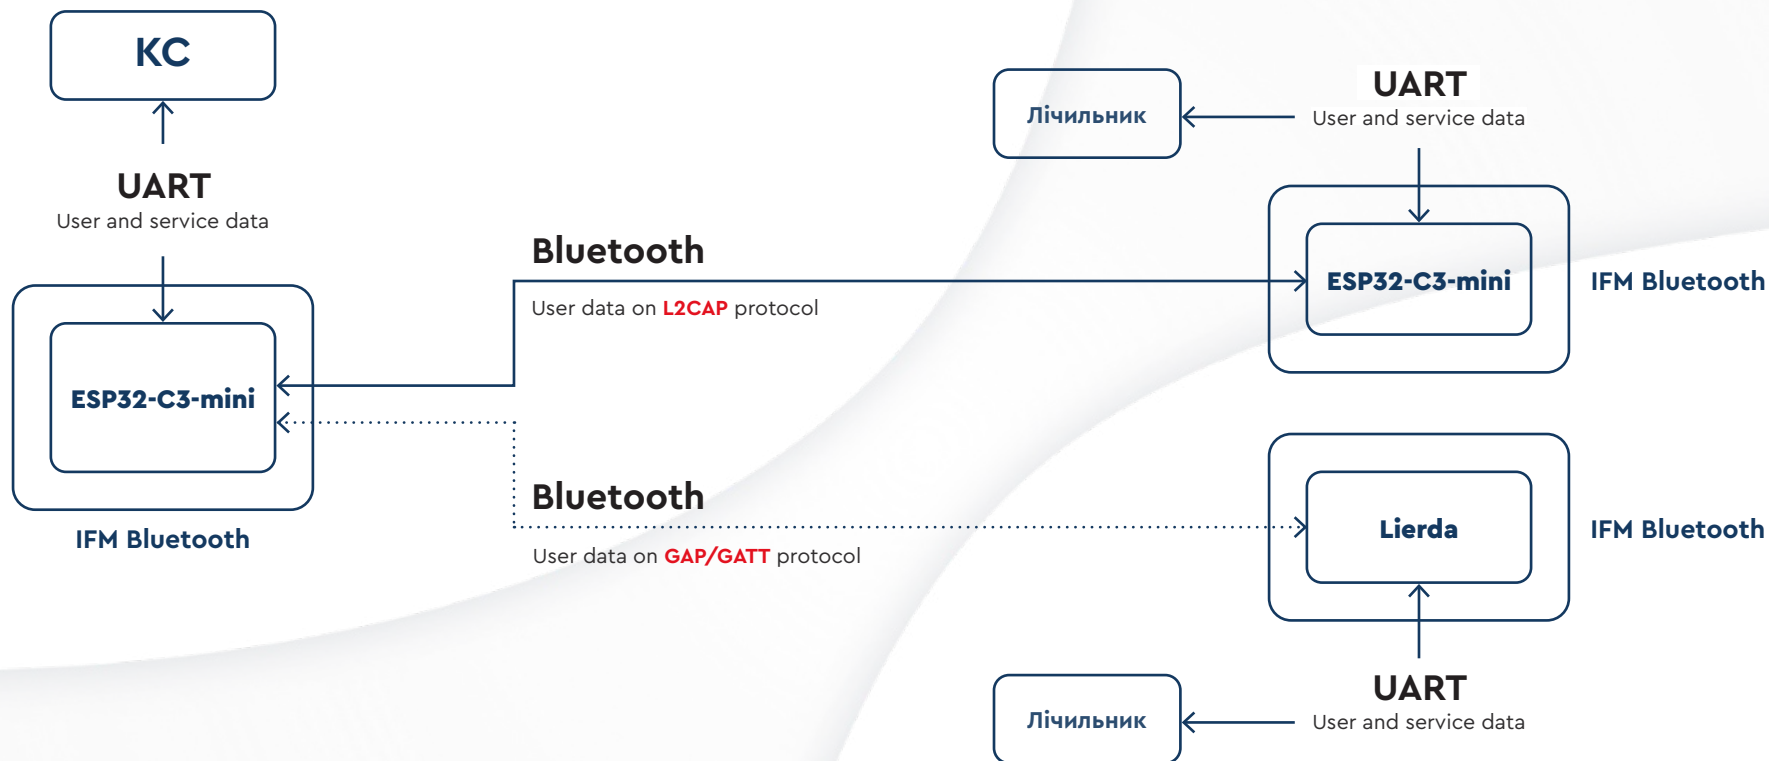 КС
UART
User and service data
ESP32-C3-mini
IFM Bluetooth
Bluetooth
User data on L2CAP protocol
Bluetooth
User data on GAP/GATT protocol
Лічильник
UART
User and service data
ESP32-C3-mini
IFM Bluetooth
Lierda
IFM Bluetooth
Лічильник
UART
User and service data